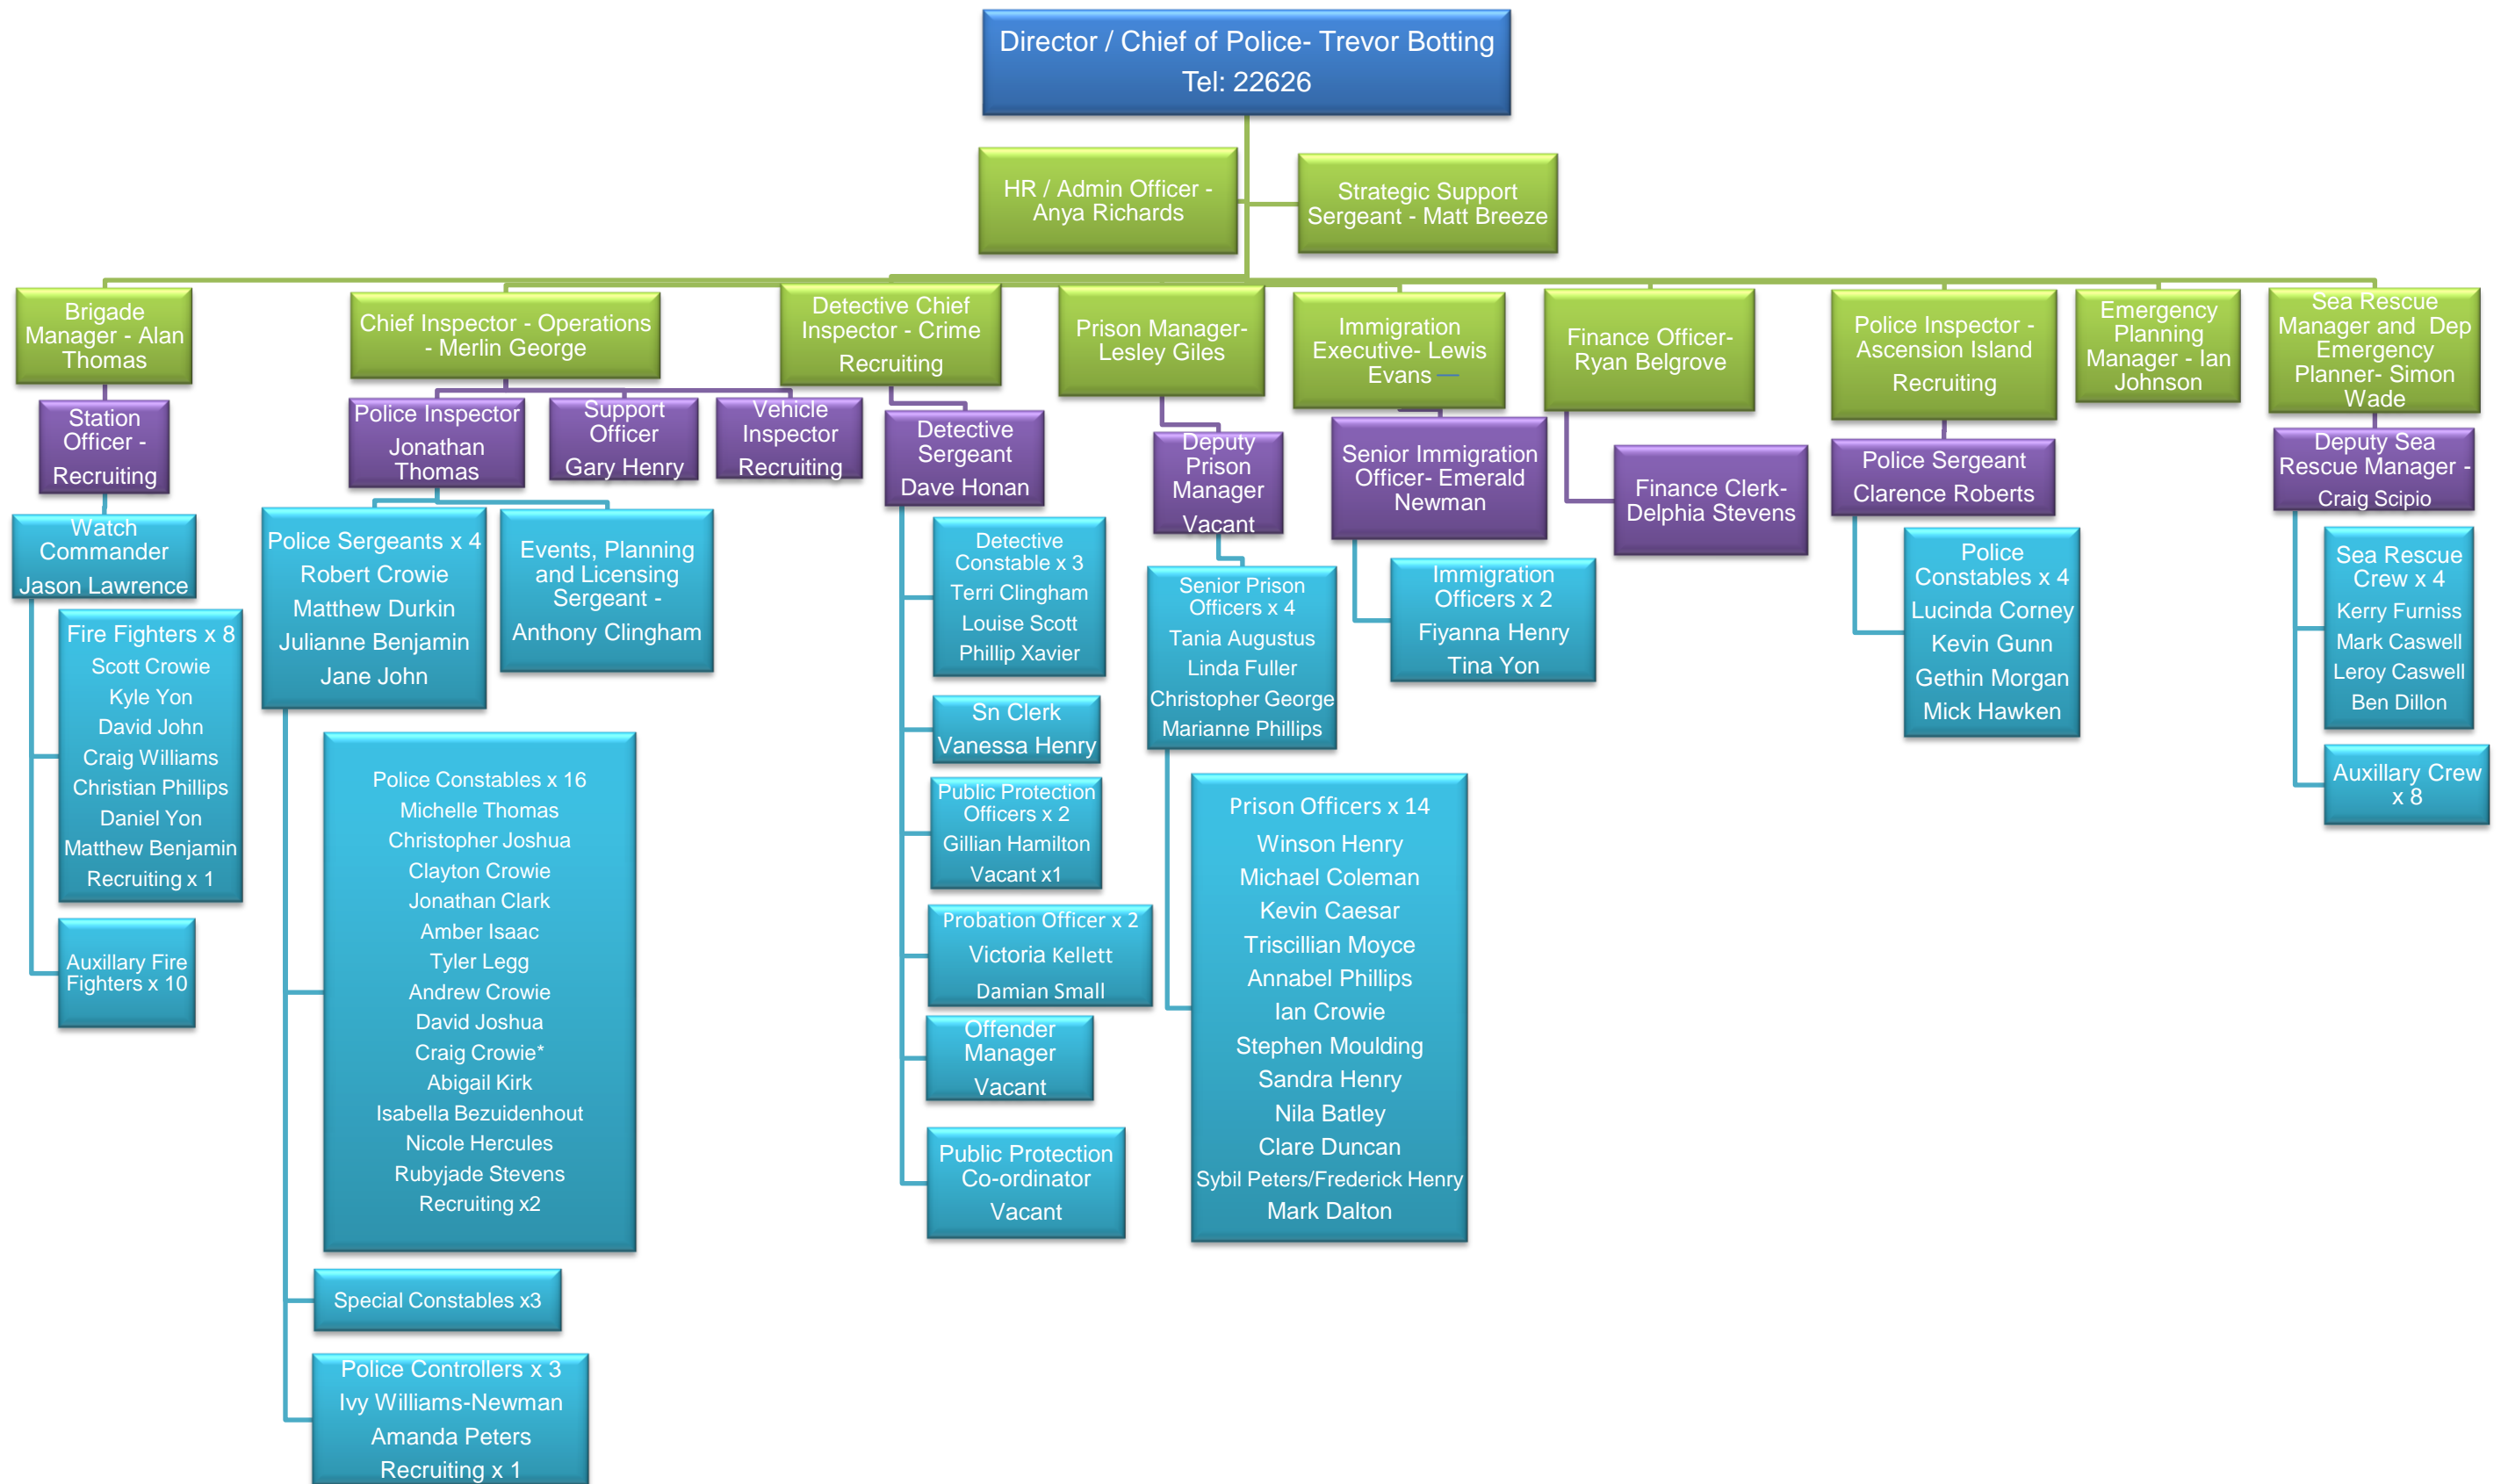 Director / Chief of Police- Trevor Botting
Tel: 22626
HR / Admin Officer -
Anya Richards
Strategic Support
Sergeant - Matt Breeze
Brigade
Manager - Alan
Thomas
Station
Officer -
Recruiting
Watch
Commander
Jason Lawrence
Fire Fighters x 8
Scott Crowie
Kyle Yon
David John
Craig Williams
Christian Phillips
Daniel Yon
Matthew Benjamin
Recruiting x 1
Auxillary Fire
Fighters x 10
Chief Inspector - Operations
- Merlin George
Police Inspector
Jonathan
Thomas
Support
Officer
Gary Henry
Vehicle
Inspector
Recruiting
Police Sergeants x 4
Robert Crowie
Matthew Durkin
Julianne Benjamin
Jane John
Events, Planning
and Licensing
Sergeant -
Anthony Clingham
Police Constables x 16
Michelle Thomas
Christopher Joshua
Clayton Crowie
Jonathan Clark
Amber Isaac
Tyler Legg
Andrew Crowie
David Joshua
Craig Crowie*
Abigail Kirk
Isabella Bezuidenhout
Nicole Hercules
Rubyjade Stevens
Recruiting x2
Special Constables x3
Police Controllers x 3
Ivy Williams-Newman
Amanda Peters
Recruiting x 1
Detective Chief
Inspector - Crime
Recruiting
Detective
Sergeant
Dave Honan
Detective
Constable x 3
Terri Clingham
Louise Scott
Phillip Xavier
Sn Clerk
Vanessa Henry
Public Protection
Officers x 2
Gillian Hamilton
Vacant x1
Probation Officer x 2
Victoria Kellett
Damian Small
Offender
Manager
Vacant
Public Protection
Co-ordinator
Vacant
Prison Manager-
Lesley Giles
Deputy
Prison
Manager
Vacant
Senior Prison
Officers x 4
Tania Augustus
Linda Fuller
Christopher George
Marianne Phillips
Prison Officers x 14
Winson Henry
Michael Coleman
Kevin Caesar
Triscillian Moyce
Annabel Phillips
Ian Crowie
Stephen Moulding
Sandra Henry
Nila Batley
Clare Duncan
Sybil Peters/Frederick Henry
Mark Dalton
Immigration
Executive- Lewis
Evans
Senior Immigration
Officer- Emerald
Newman
Immigration
Officers x 2
Fiyanna Henry
Tina Yon
Finance Officer-
Ryan Belgrove
Finance Clerk-
Delphia Stevens
Police Inspector -
Ascension Island
Recruiting
Police Sergeant
Clarence Roberts
Police
Constables x 4
Lucinda Corney
Kevin Gunn
Gethin Morgan
Mick Hawken
Emergency
Planning
Manager - Ian
Johnson
Sea Rescue
Manager and Dep
Emergency
Planner- Simon
Wade
Deputy Sea
Rescue Manager -
Craig Scipio
Sea Rescue
Crew x 4
Kerry Furniss
Mark Caswell
Leroy Caswell
Ben Dillon
Auxillary Crew
x 8